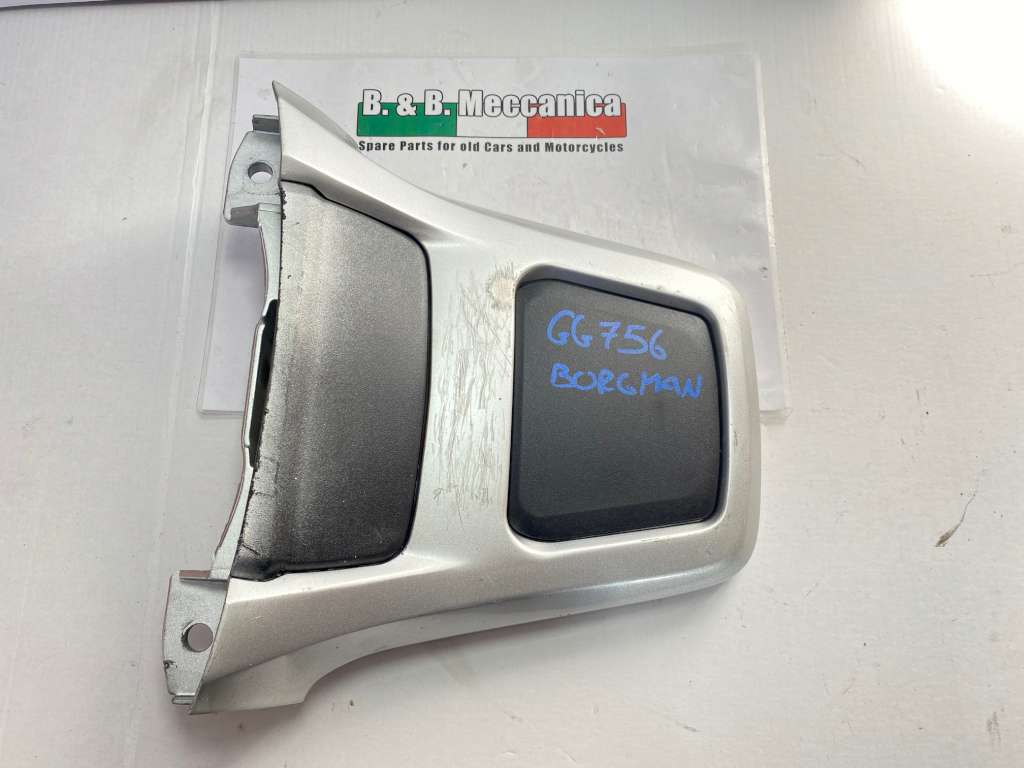 B. & B. Meccanica
Spare Parts for old Cars and Motorcycles
GG756
BORGMAN